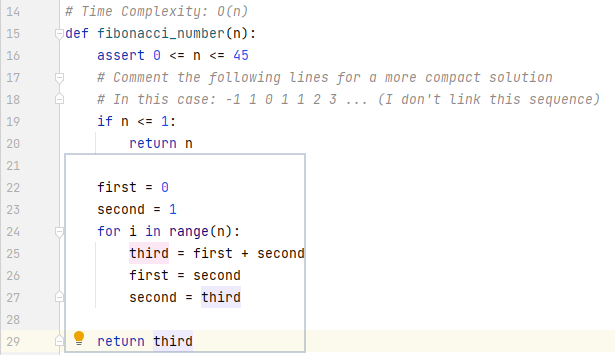 14 # Time Complexity: O(n)
15 def fibonacci_number(n):
16     assert 0 <= n <= 45
17     # Comment the following lines for a more compact solution
18     # In this case: -1 1 0 1 1 2 3 ... (I don't link this sequence)
19     if n <= 1:
20         return n
21
22     first = 0
23     second = 1
24     for i in range(n):
25         third = first + second
26         first = second
27         second = third
28
29     return third